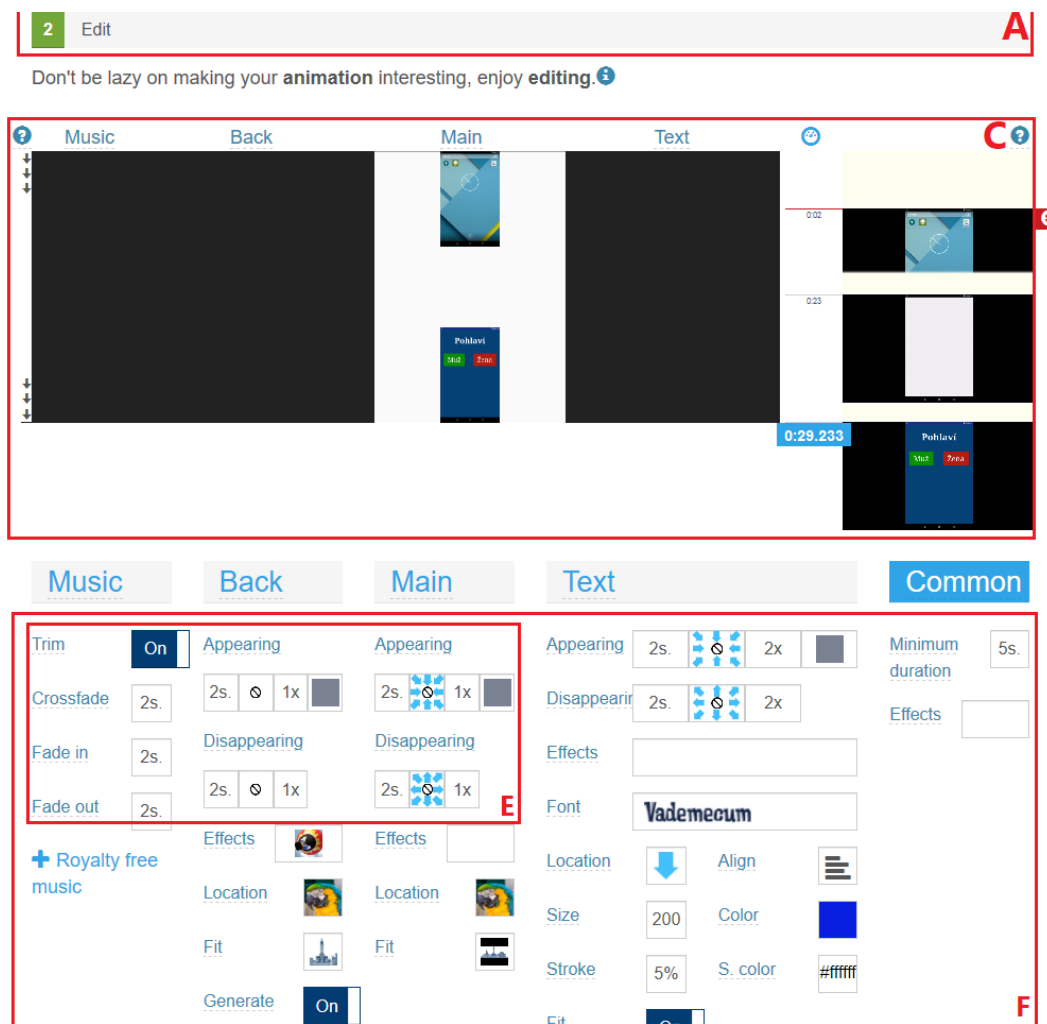 2 Edit A
Don't be lazy on making your animation interesting, enjoy editing.
Music Back Main Text C
0:02
Pohlaví
Muž Žena
0:23
0:29.233
Pohlaví
Muž Žena
Music Back Main Text Common
Trim On Appearing Appearing Appearing 2s. 2x Minimum duration 5s.
Crossfade 2s. 2s. 1x 2s. 1x Disappearin 2s. 2x Effects
Fade in 2s. Disappearing Disappearing Effects
Fade out 2s. 2s. 1x 2s. 1x E Font Vademecum
Effects Effects
Royalty free music
Location Location Location Align
Size 200 Color
Fit Fit
Stroke 5% S. color #ffffff
Generate On Fit On F